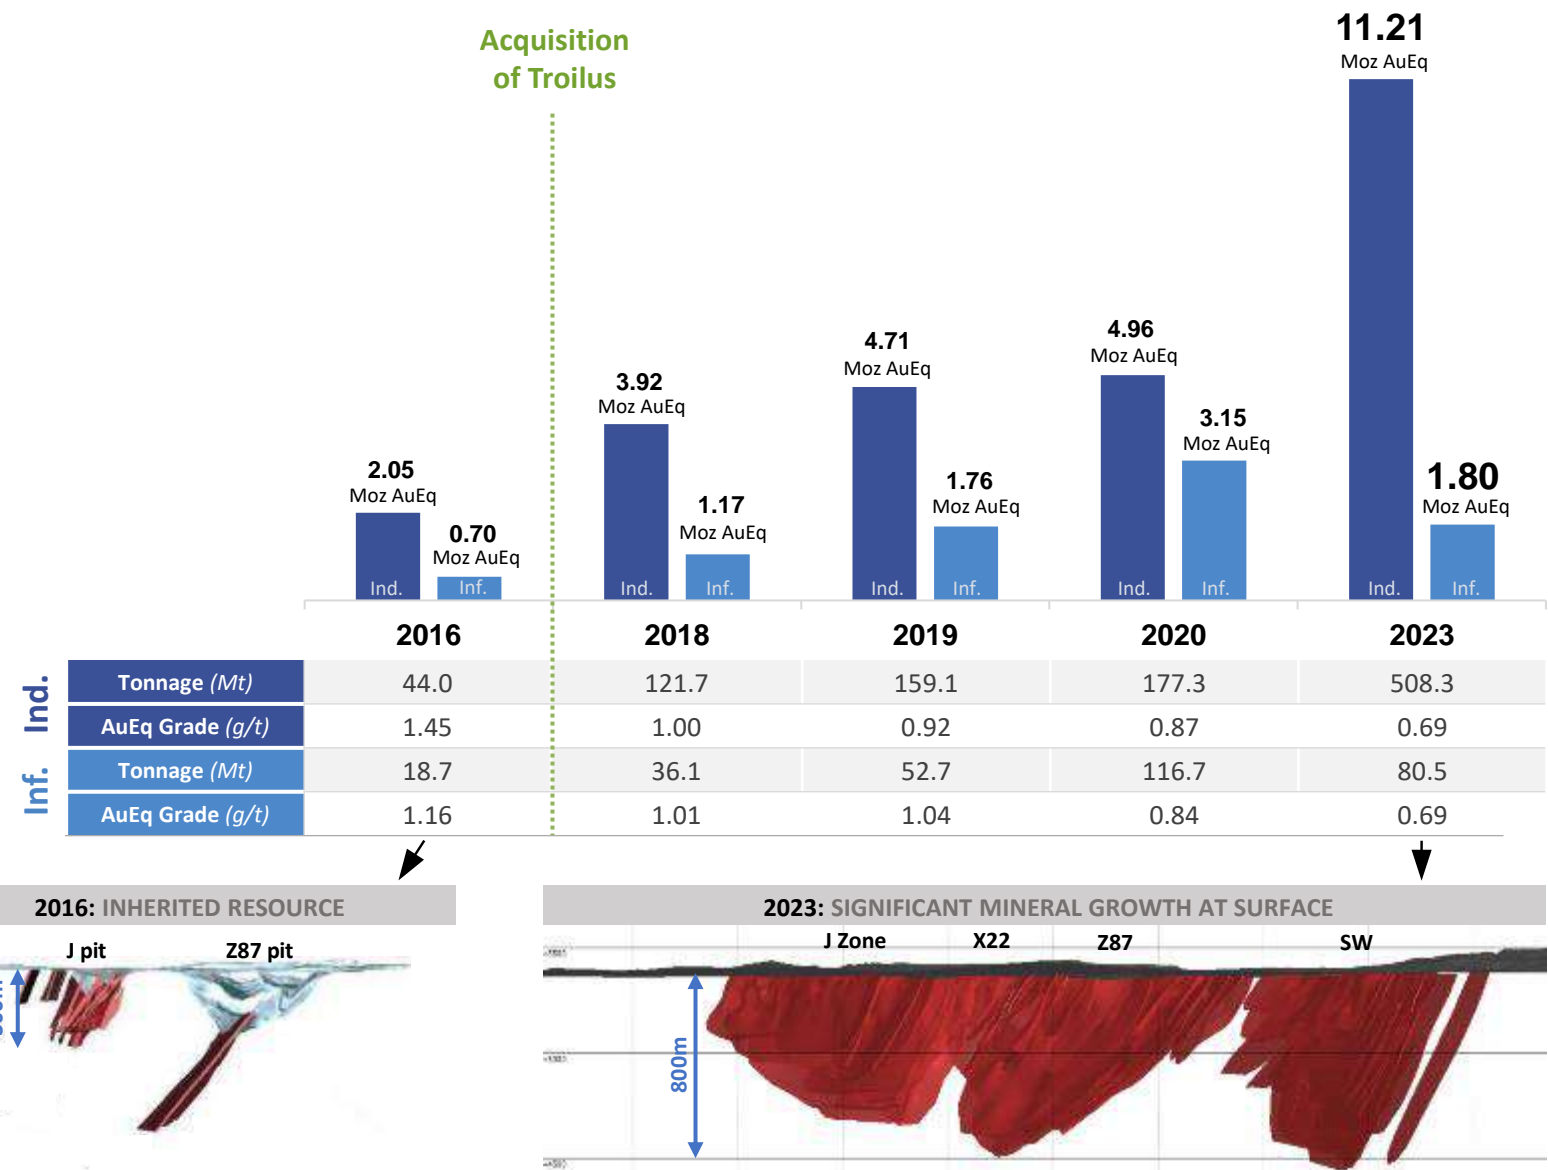 Acquisition
of Troilus
11.21
Moz AuEq
4.96
Moz AuEq
4.71
Moz AuEq
3.92
Moz AuEq
3.15
Moz AuEq
2.05
Moz AuEq
1.80
Moz AuEq
1.76
Moz AuEq
1.17
Moz AuEq
0.70
Moz AuEq
Ind. Inf. Ind. Inf. Ind. Inf. Ind. Inf. Ind. Inf.
2016 2018 2019 2020 2023
Ind.
Tonnage (Mt) 44.0 121.7 159.1 177.3 508.3
AuEq Grade (g/t) 1.45 1.00 0.92 0.87 0.69
Inf.
Tonnage (Mt) 18.7 36.1 52.7 116.7 80.5
AuEq Grade (g/t) 1.16 1.01 1.04 0.84 0.69
2016: INHERITED RESOURCE
J pit Z87 pit
2023: SIGNIFICANT MINERAL GROWTH AT SURFACE
J Zone X22 Z87 SW
800m